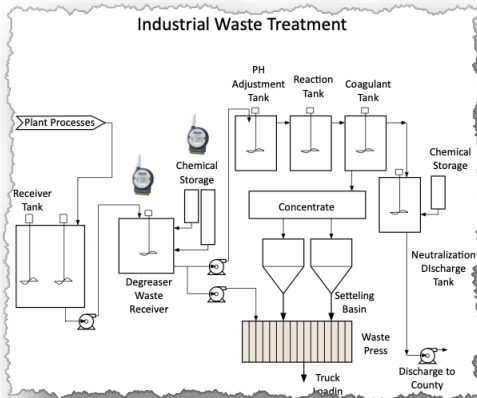 Industrial Waste Treatment
PH
Adjustment
Tank
Reaction
Tank
Coagulant
Tank
Plant Processes
Chemical
Storage
Chemical
Storage
Receiver
Tank
Concentrate
Degreaser
Waste
Receiver
Neutralization
DIscharge
Tank
Setteling
Basin
Waste
Press
Discharge to
County
Truck
Loadin